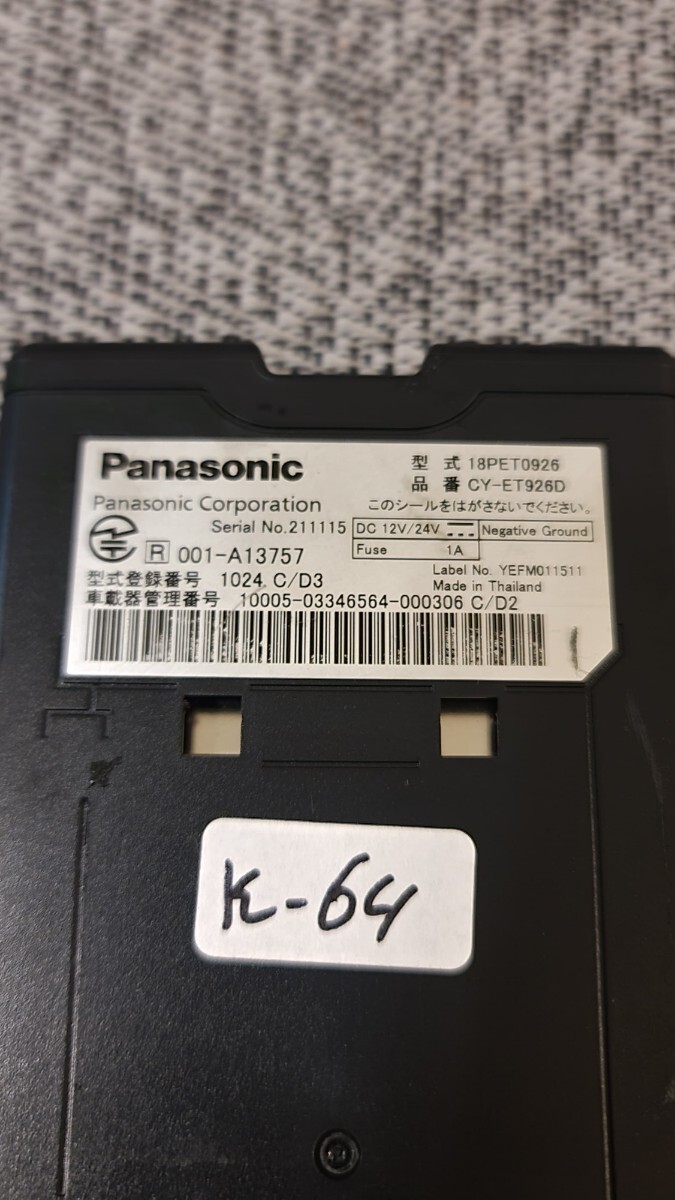 Panasonic
型 式 18PET0926
品 番 CY-ET926D
Panasonic Corporation
このシールをはがさないでください。
Serial No.211115
DC 12V/24V
Negative Ground
Fuse 1A
R 001-A13757
Label No. YEFM011511
Made in Thailand
型式登録番号 1024 C/D3
車載器管理番号 10005-03346564-000306 C/D2
K-64